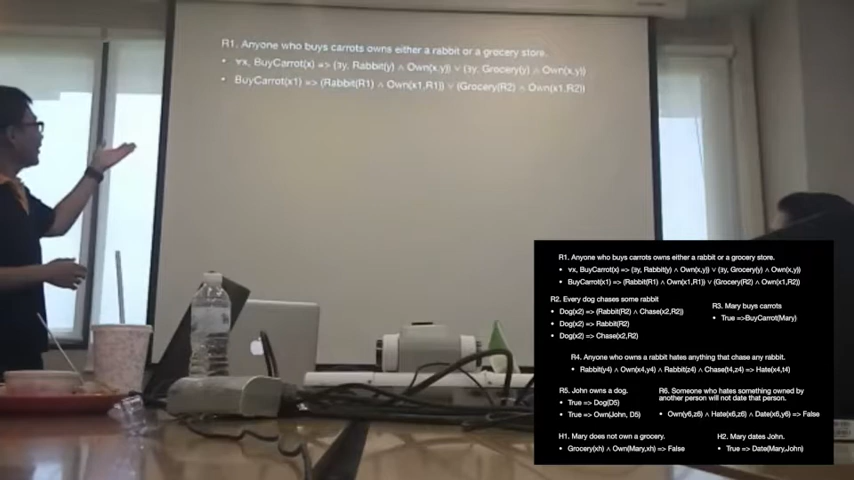 R1. Anyone who buys carrots owns either a rabbit or a grocery store.
• ∀x, BuyCarrot(x) => (∃y, Rabbit(y) ∧ Own(x,y)) ∨ (∃y, Grocery(y) ∧ Own(x,y))
• BuyCarrot(x1) => (Rabbit(R1) ∧ Own(x1,R1)) ∨ (Grocery(R2) ∧ Own(x1,R2))
R1. Anyone who buys carrots owns either a rabbit or a grocery store.
• ∀x, BuyCarrot(x) => (∃y, Rabbit(y) ∧ Own(x,y)) ∨ (∃y, Grocery(y) ∧ Own(x,y))
• BuyCarrot(x1) => (Rabbit(R1) ∧ Own(x1,R1)) ∨ (Grocery(R2) ∧ Own(x1,R2))
R2. Every dog chases some rabbit
• Dog(x2) => (Rabbit(R2) ∧ Chase(x2,R2))
• Dog(x2) => Rabbit(R2)
• Dog(x2) => Chase(x2,R2)
R3. Mary buys carrots
• True =>BuyCarrot(Mary)
R4. Anyone who owns a rabbit hates anything that chase any rabbit.
• Rabbit(y4) ∧ Own(x4,y4) ∧ Rabbit(z4) ∧ Chase(t4,z4) => Hate(x4,t4)
R5. John owns a dog.
• True => Dog(D5)
• True => Own(John, D5)
R6. Someone who hates something owned by
another person will not date that person.
• Own(y6,z6) ∧ Hate(x6,z6) ∧ Date(x6,y6) => False
H1. Mary does not own a grocery.
• Grocery(xh) ∧ Own(Mary,xh) => False
H2. Mary dates John.
• True => Date(Mary,John)